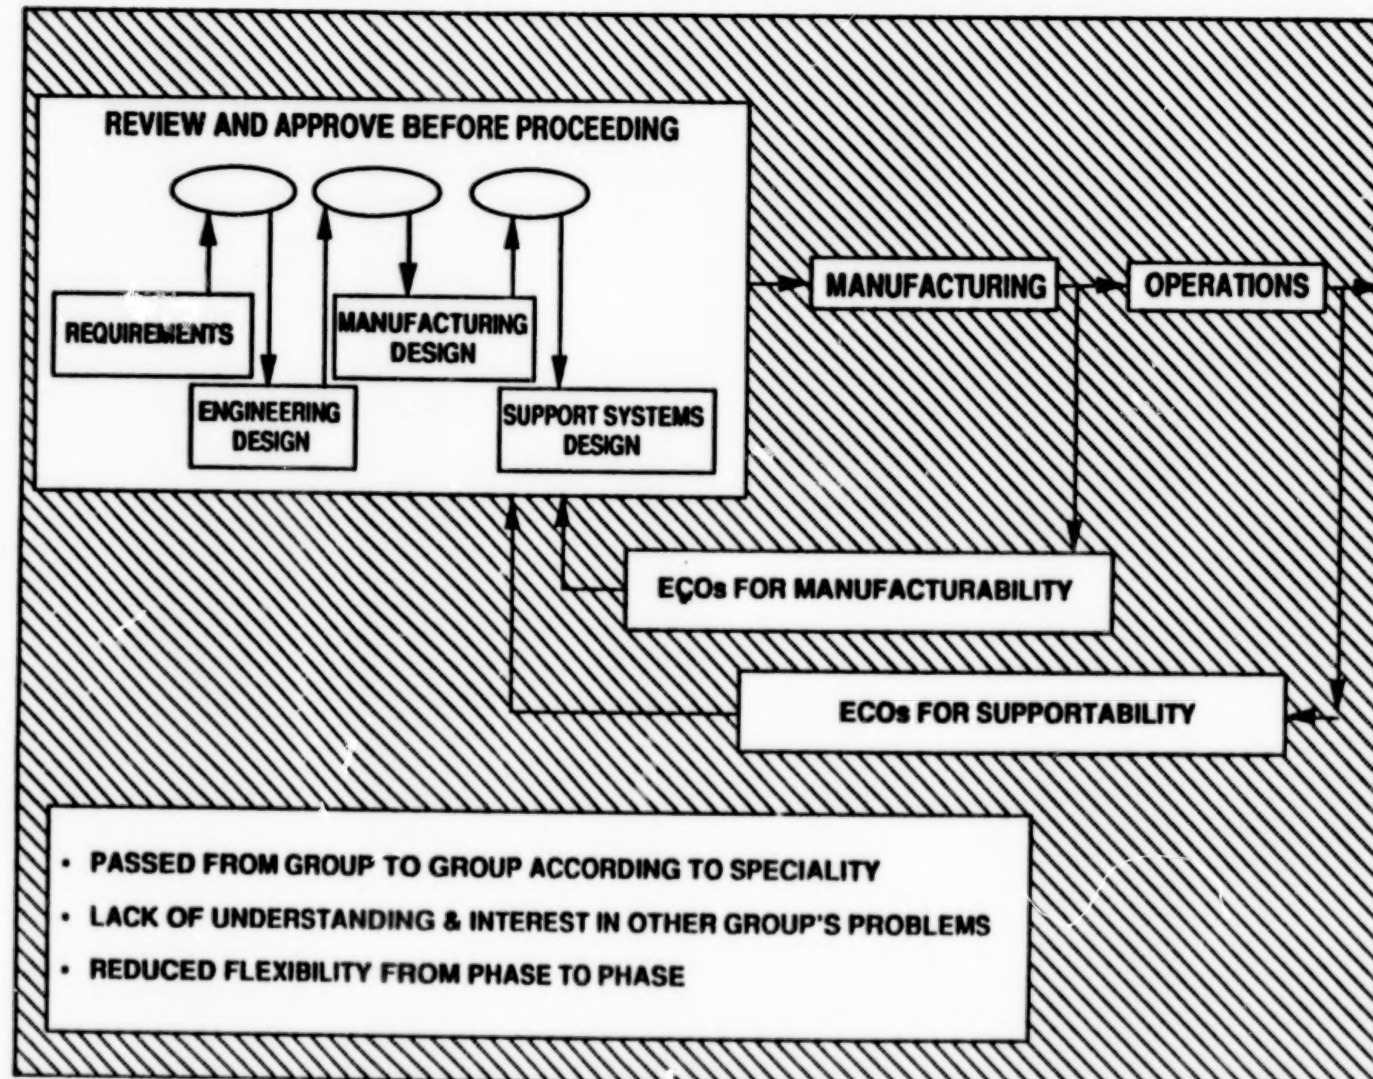 REVIEW AND APPROVE BEFORE PROCEEDING
REQUIREMENTS
ENGINEERING
DESIGN
MANUFACTURING
DESIGN
SUPPORT SYSTEMS
DESIGN
MANUFACTURING
OPERATIONS
ECOs FOR MANUFACTURABILITY
ECOs FOR SUPPORTABILITY
• PASSED FROM GROUP TO GROUP ACCORDING TO SPECIALITY
• LACK OF UNDERSTANDING & INTEREST IN OTHER GROUP'S PROBLEMS
• REDUCED FLEXIBILITY FROM PHASE TO PHASE